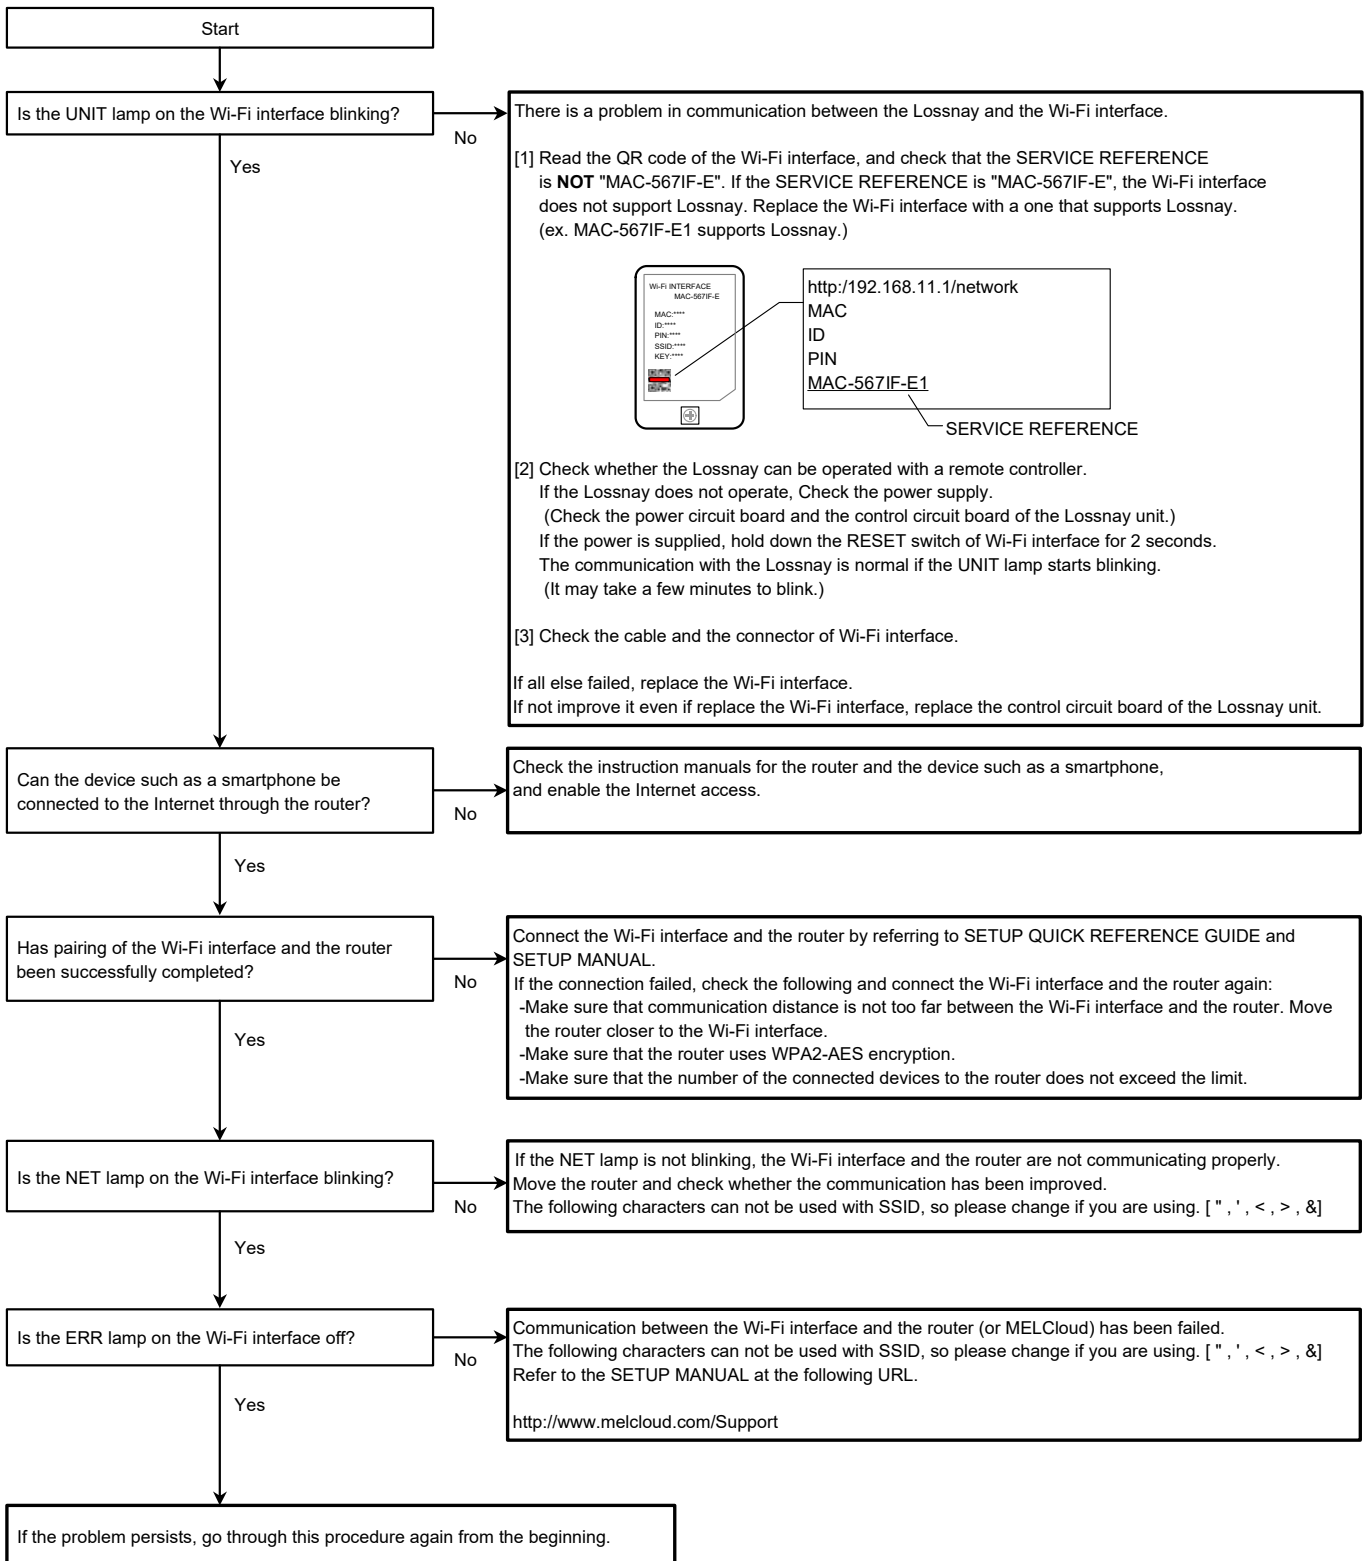 Start
Is the UNIT lamp on the Wi-Fi interface blinking?
No
Yes
There is a problem in communication between the Lossnay and the Wi-Fi interface.
[1] Read the QR code of the Wi-Fi interface, and check that the SERVICE REFERENCE
is NOT "MAC-567IF-E". If the SERVICE REFERENCE is "MAC-567IF-E", the Wi-Fi interface
does not support Lossnay. Replace the Wi-Fi interface with a one that supports Lossnay.
(ex. MAC-567IF-E1 supports Lossnay.)
Wi-Fi INTERFACE
MAC-567IF-E
MAC:****
ID:****
PIN:****
SSID:****
KEY:****
http:/192.168.11.1/network
MAC
ID
PIN
MAC-567IF-E1
SERVICE REFERENCE
[2] Check whether the Lossnay can be operated with a remote controller.
If the Lossnay does not operate, Check the power supply.
(Check the power circuit board and the control circuit board of the Lossnay unit.)
If the power is supplied, hold down the RESET switch of Wi-Fi interface for 2 seconds.
The communication with the Lossnay is normal if the UNIT lamp starts blinking.
(It may take a few minutes to blink.)
[3] Check the cable and the connector of Wi-Fi interface.
If all else failed, replace the Wi-Fi interface.
If not improve it even if replace the Wi-Fi interface, replace the control circuit board of the Lossnay unit.
Can the device such as a smartphone be
connected to the Internet through the router?
No
Yes
Check the instruction manuals for the router and the device such as a smartphone,
and enable the Internet access.
Has pairing of the Wi-Fi interface and the router
been successfully completed?
No
Yes
Connect the Wi-Fi interface and the router by referring to SETUP QUICK REFERENCE GUIDE and
SETUP MANUAL.
If the connection failed, check the following and connect the Wi-Fi interface and the router again:
-Make sure that communication distance is not too far between the Wi-Fi interface and the router. Move
the router closer to the Wi-Fi interface.
-Make sure that the router uses WPA2-AES encryption.
-Make sure that the number of the connected devices to the router does not exceed the limit.
Is the NET lamp on the Wi-Fi interface blinking?
No
Yes
If the NET lamp is not blinking, the Wi-Fi interface and the router are not communicating properly.
Move the router and check whether the communication has been improved.
The following characters can not be used with SSID, so please change if you are using. [ " , ' , < , > , &]
Is the ERR lamp on the Wi-Fi interface off?
No
Yes
Communication between the Wi-Fi interface and the router (or MELCloud) has been failed.
The following characters can not be used with SSID, so please change if you are using. [ " , ' , < , > , &]
Refer to the SETUP MANUAL at the following URL.
http://www.melcloud.com/Support
If the problem persists, go through this procedure again from the beginning.